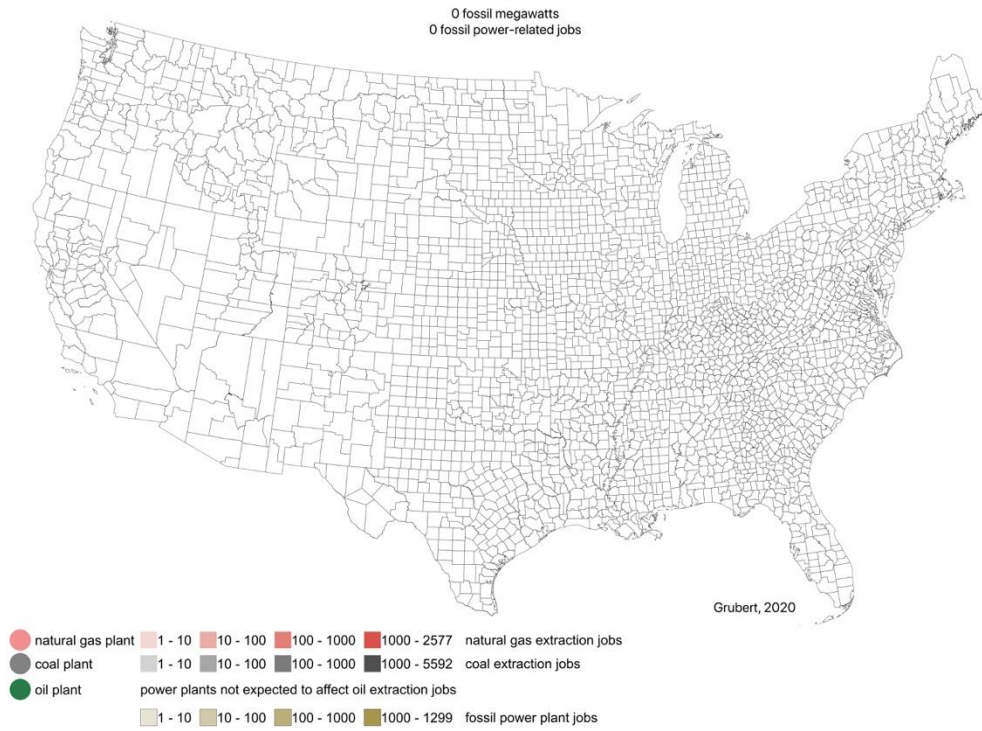 0 fossil megawatts
0 fossil power-related jobs
Grubert, 2020
natural gas plant 1 - 10 10 - 100 100 - 1000 1000 - 2577 natural gas extraction jobs
coal plant 1 - 10 10 - 100 100 - 1000 1000 - 5592 coal extraction jobs
oil plant power plants not expected to affect oil extraction jobs
1 - 10 10 - 100 100 - 1000 1000 - 1299 fossil power plant jobs